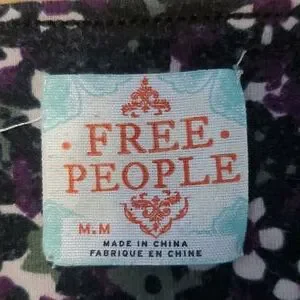 • FREE •
PEOPLE
M.M
MADE IN CHINA
FABRIQUE EN CHINE